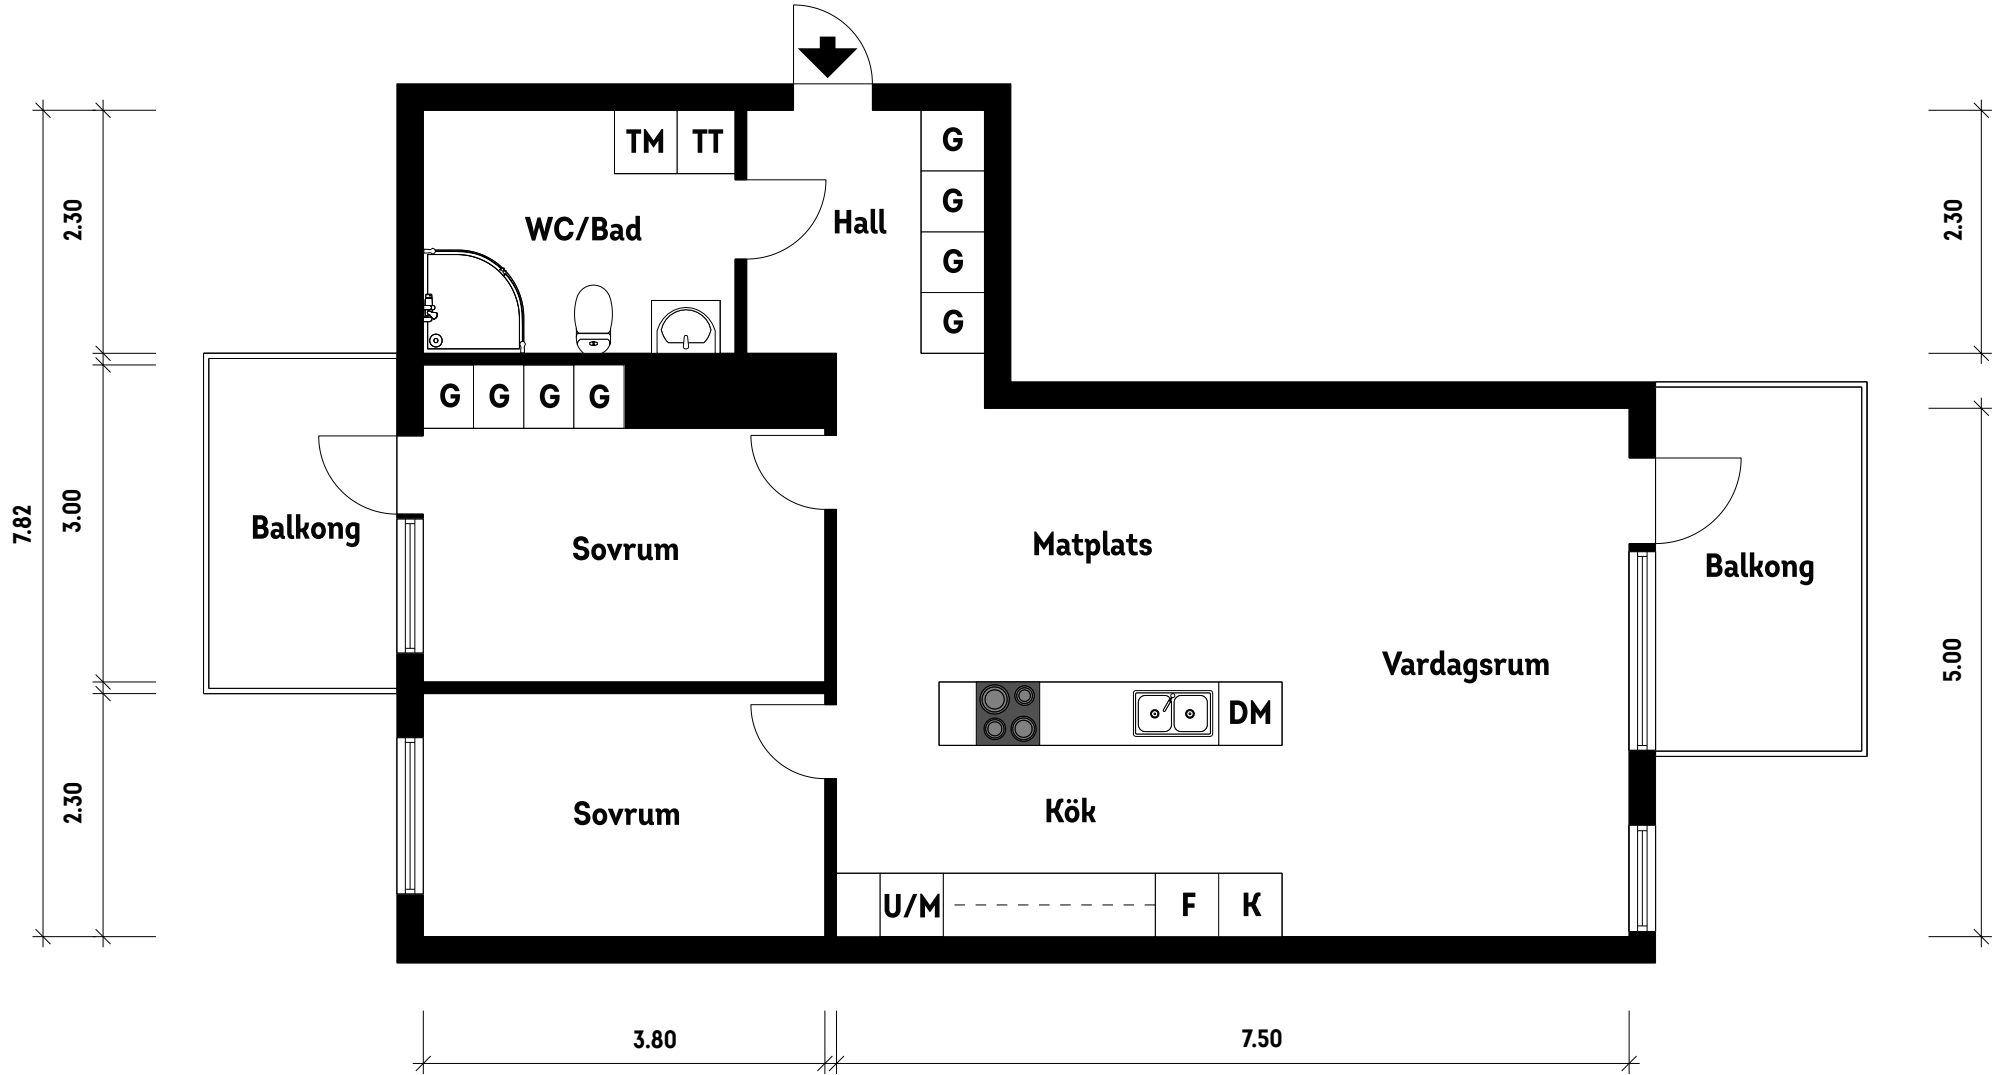 TM TT
G
2.30
G
2.30
WC/Bad
Hall
G
G
G G G G
7.82
3.00
Balkong
Sovrum
Matplats
Balkong
Vardagsrum
5.00
DM
2.30
Sovrum
Kök
U/M
F
K
3.80
7.50